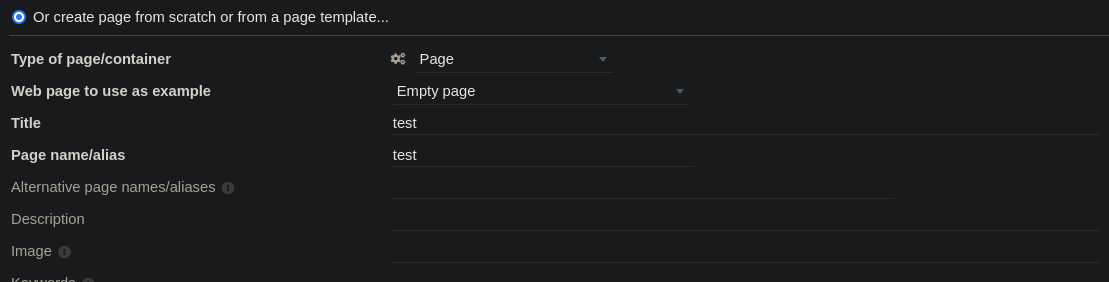 Or create page from scratch or from a page template...
Type of page/container Page
Web page to use as example Empty page
Title test
Page name/alias test
Alternative page names/aliases
Description
Image
Keywords